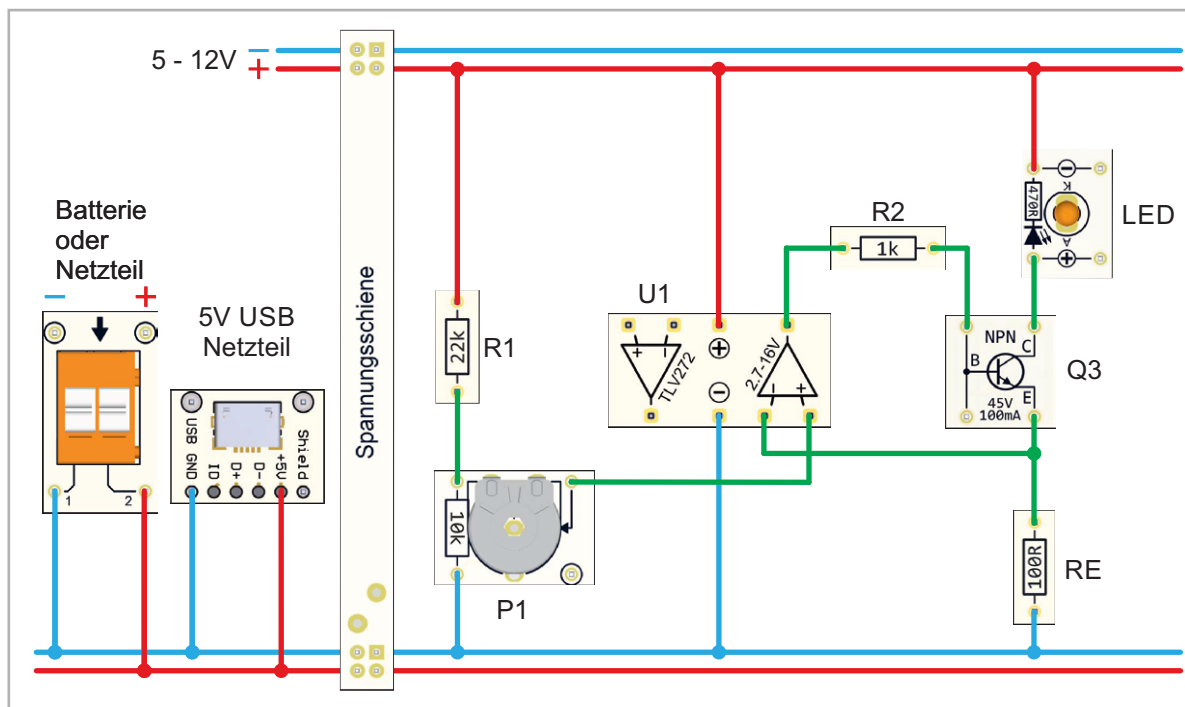 5 - 12V
−
+
Batterie
oder
Netzteil
− +
1 2
5V USB
Netzteil
USB GND
ID
D+
D-
+5V
Shield
Spannungsschiene
22k
R1
10k
P1
U1
TLV272
2.7-16V
R2
1k
470R
K
A
LED
NPN
B
C
E
45V
100mA
Q3
100R
RE